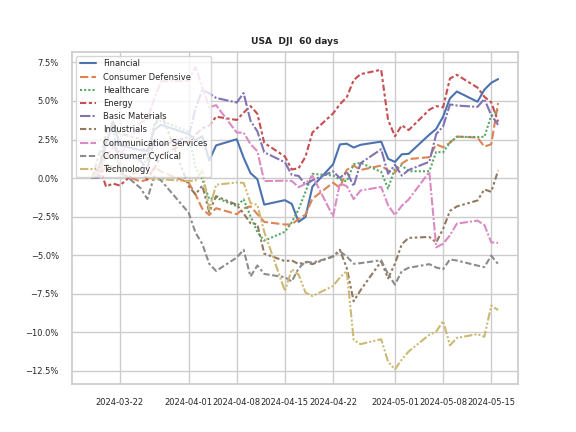 USA  DJI  60 days
7.5%
5.0%
2.5%
0.0%
−2.5%
−5.0%
−7.5%
−10.0%
−12.5%
Financial
Consumer Defensive
Healthcare
Energy
Basic Materials
Industrials
Communication Services
Consumer Cyclical
Technology
2024-03-22
2024-04-01
2024-04-08
2024-04-15
2024-04-22
2024-05-01
2024-05-08
2024-05-15